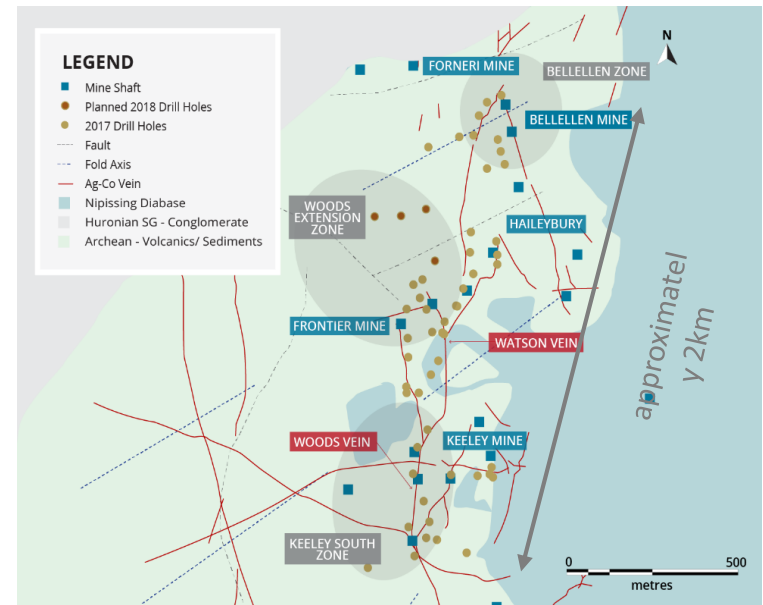 LEGEND
Mine Shaft
Planned 2018 Drill Holes
2017 Drill Holes
Fault
Fold Axis
Ag-Co Vein
Nipissing Diabase
Huronian SG - Conglomerate
Archean - Volcanics/ Sediments
N
FORNERI MINE
BELLELLEN ZONE
BELLELLEN MINE
WOODS
EXTENSION
ZONE
HAILEYBURY
FRONTIER MINE
WATSON VEIN
approximatel
y 2km
WOODS VEIN
KEELEY MINE
KEELEY SOUTH
ZONE
0 500
metres